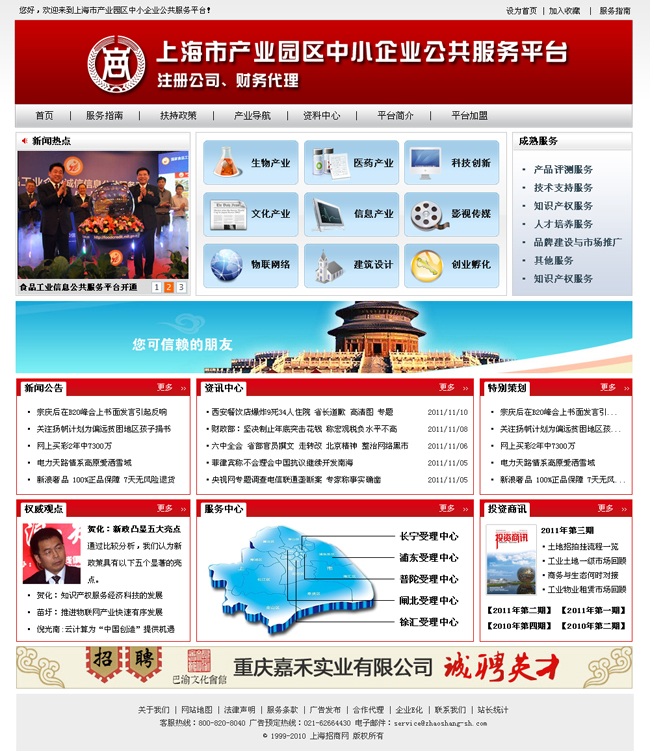 您好，欢迎来到上海市产业园区中小企业公共服务平台！
设为首页 | 加入收藏 | 服务指南
上海市产业园区中小企业公共服务平台
注册公司、财务代理
首页 | 服务指南 | 扶持政策 | 产业导航 | 资料中心 | 平台简介 | 平台加盟
新闻热点
食品工业信息公共服务平台开通
1 2 3
生物产业 医药产业 科技创新
文化产业 信息产业 影视传媒
物联网络 建筑设计 创业孵化
成熟服务
· 产品评测服务
· 技术支持服务
· 知识产权服务
· 人才培养服务
· 品牌建设与市场推广
· 其他服务
· 知识产权服务
您可信赖的朋友
新闻公告 更多 >>
· 宗庆后在B20峰会上书面发言引起反响
· 关注扬帆计划为偏远贫困地区孩子捐书
· 网上买彩2年中7300万
· 电力天路情系高原爱洒雪域
· 新浪奢品 100%正品保障 7天无风险退货
资讯中心 更多 >>
· 西安餐饮店爆炸9死34人住院 省长道歉 高清图 专题 2011/11/10
· 财政部：坚决制止年底突击花钱 称宏观税负水平不高 2011/11/08
· 六中全会 省部官员撰文 走转改 北京精神 整治网络黑市 2011/11/06
· 菲律宾称不会理会中国抗议继续开发南海 2011/11/05
· 央视网专题调查电信联通垄断案 专家称事实确凿 2011/11/05
特别策划 更多 >>
· 宗庆后在B20峰会上书面发言引...
· 关注扬帆计划为偏远贫困地区孩...
· 网上买彩2年中7300万
· 电力天路情系高原爱洒雪域
· 新浪奢品 100%正品保障 7天无风...
权威观点 更多 >>
贺化：新政凸显五大亮点
通过比较分析，我们认为新政策具有以下五个显著的亮点。
· 贺化：知识产权服务经济科技的发展
· 苗圩：推进物联网产业快速有序发展
· 倪光南:云计算为“中国创造”提供机遇
服务中心 更多 >>
长宁受理中心
浦东受理中心
普陀受理中心
闸北受理中心
徐汇受理中心
投资商讯 更多 >>
投资商讯
2011年第三期
· 土地招拍挂流程一览
· 工业土地一级市场回顾
· 商务与生态何时对接
· 工业物业租赁市场回顾
【2011年第二期】 【2011年第一期】
【2010年第四期】 【2010年第二期】
招聘
巴渝文化會館
重庆嘉禾实业有限公司
诚聘英才
关于我们 | 网站地图 | 法律声明 | 服务条款 | 广告发布 | 合作代理 | 企业E化 | 联系我们 | 站长统计
客服热线：800-820-8040 广告预定热线：021-62664430 电子邮件：service@zhaoshang-sh.com
© 1999-2010 上海招商网 版权所有